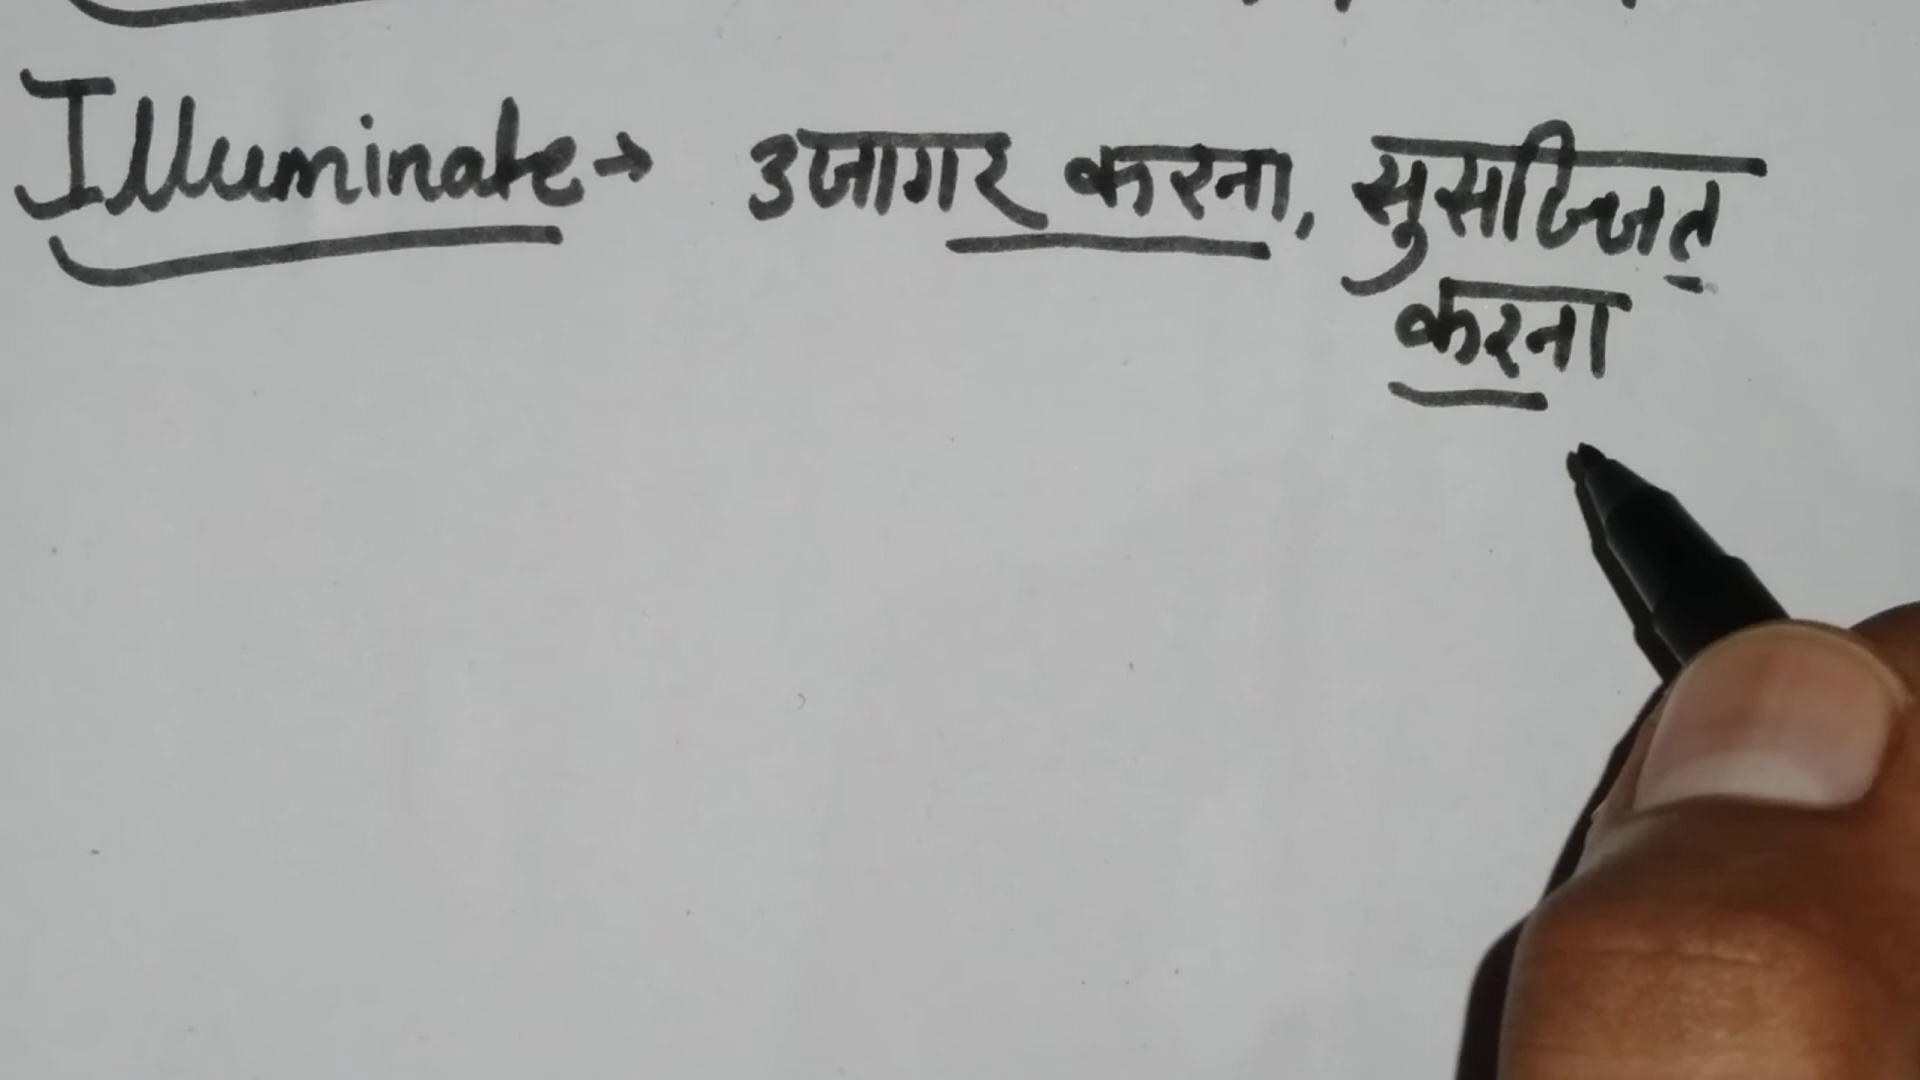 Illuminate → उजागर करना, सुसज्जित
करना